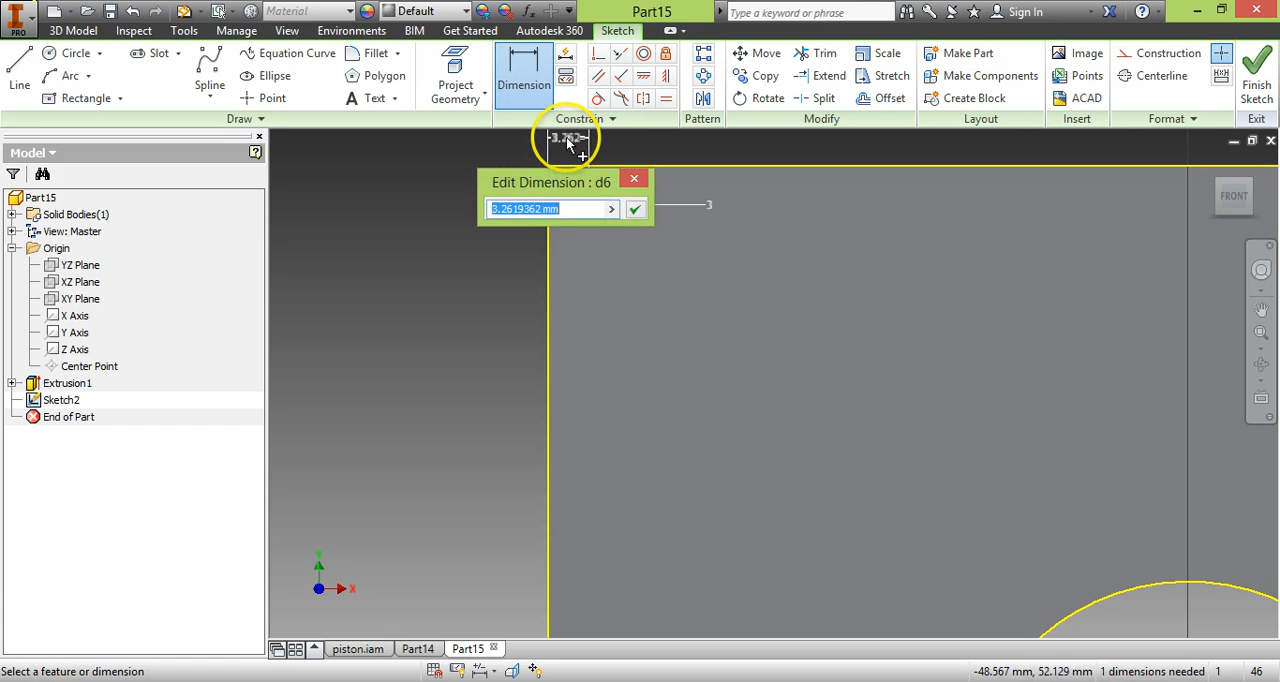 Material
Default
Part15
Type keyword or phrase
Sign In
PRO
3D Model
Inspect
Tools
Manage
View
Environments
BIM
Get Started
Autodesk 360
Sketch
Line
Circle
Arc
Rectangle
Slot
Spline
Equation Curve
Ellipse
Point
Fillet
Polygon
Text
Dimension
Project
Geometry
Move
Copy
Rotate
Trim
Extend
Split
Scale
Stretch
Offset
Make Part
Make Components
Create Block
Image
Points
ACAD
Construction
Centerline
Finish
Sketch
Draw
Constrain
Pattern
Modify
Layout
Insert
Format
Exit
Model
Part15
Solid Bodies(1)
View: Master
Origin
YZ Plane
XZ Plane
XY Plane
X Axis
Y Axis
Z Axis
Center Point
Extrusion1
Sketch2
End of Part
3.262
Edit Dimension : d6
3.2619362 mm
3
FRONT
Y
X
piston.iam
Part14
Part15
Select a feature or dimension
-48.567 mm, 52.129 mm
1 dimensions needed
1
46